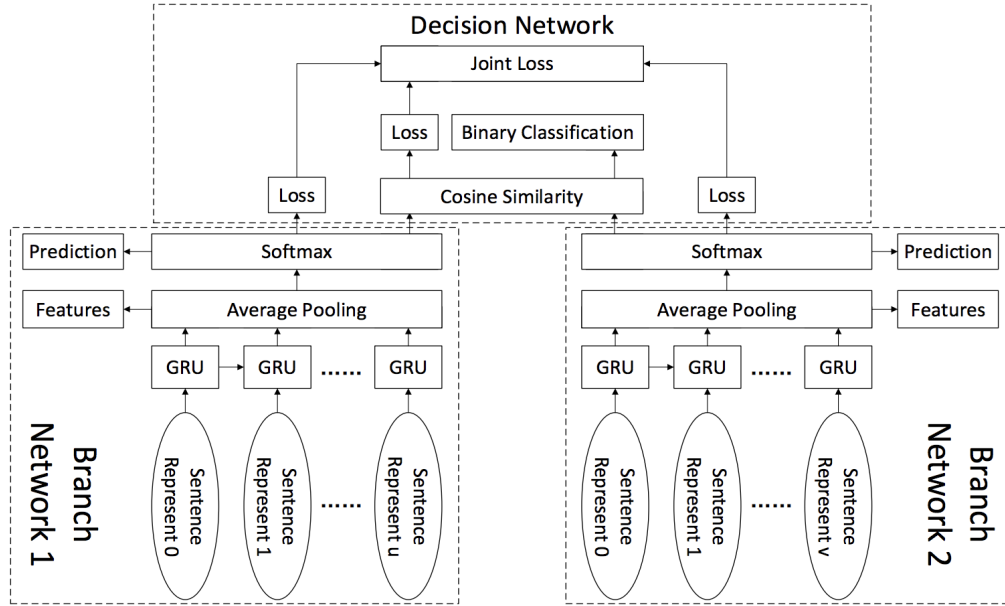 Decision Network
Joint Loss
Loss
Binary Classification
Loss
Cosine Similarity
Loss
Prediction
Softmax
Softmax
Prediction
Features
Average Pooling
Average Pooling
Features
GRU
GRU
......
GRU
GRU
GRU
......
GRU
Branch
Network 1
Sentence
Represent 0
Sentence
Represent 1
......
Sentence
Represent u
Sentence
Represent 0
Sentence
Represent 1
......
Sentence
Represent v
Branch
Network 2